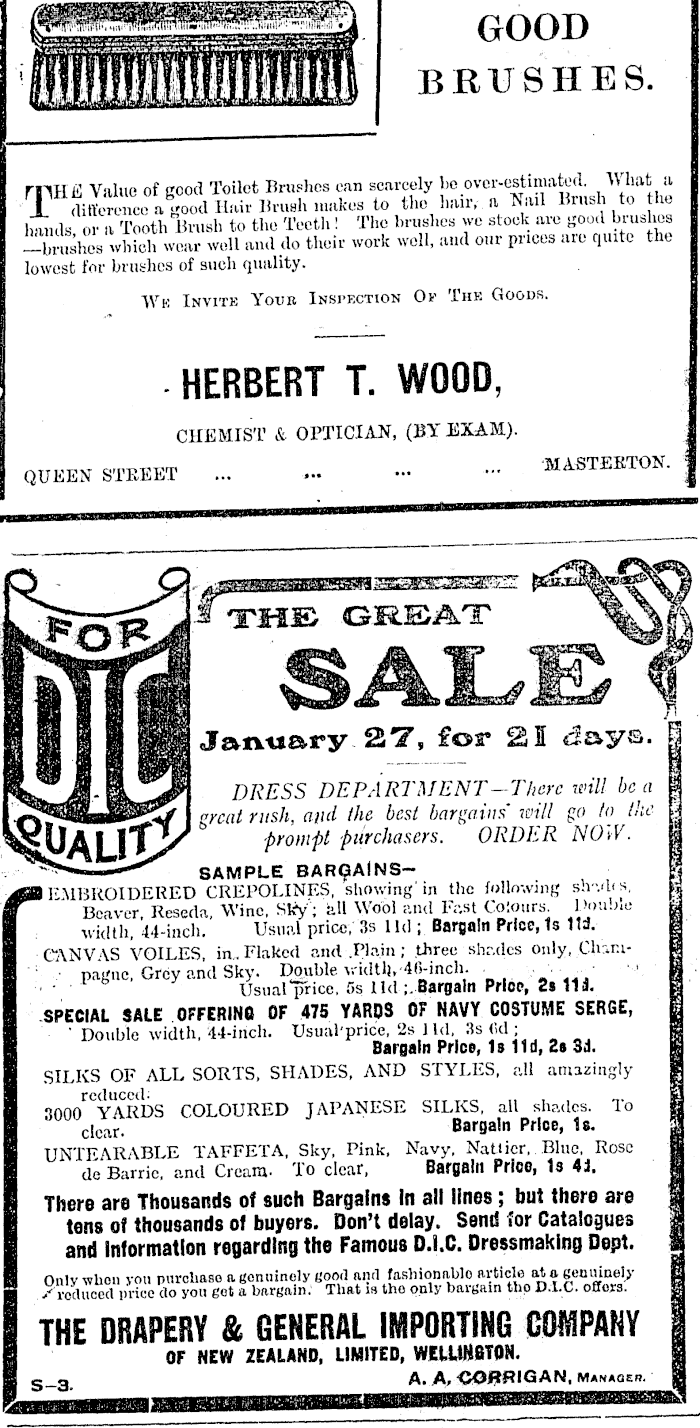 GOOD
BRUSHES.
THE Value of good Toilet Brushes can scarcely be over-estimated. What a
difference a good Hair Brush makes to the hair, a Nail Brush to the
hands, or a Tooth Brush to the Teeth! The brushes we stock are good brushes
—brushes which wear well and do their work well, and our prices are quite the
lowest for brushes of such quality.
WE INVITE YOUR INSPECTION OF THE GOODS.
HERBERT T. WOOD,
CHEMIST & OPTICIAN, (BY EXAM).
QUEEN STREET ... ... ... ... MASTERTON.
FOR
DIC
QUALITY
THE GREAT
SALE
January 27, for 21 days.
DRESS DEPARTMENT—There will be a
great rush, and the best bargains will go to the
prompt purchasers. ORDER NOW.
SAMPLE BARGAINS—
EMBROIDERED CREPOLINES, showing in the following shades,
Beaver, Reseda, Wine, Sky; all Wool and Fast Colours. Double
width, 44-inch. Usual price, 3s 11d; Bargain Price, 1s 11d.
CANVAS VOILES, in Flaked and Plain; three shades only, Cham-
pagne, Grey and Sky. Double width, 46-inch.
Usual price, 5s 11d; Bargain Price, 2s 11d.
SPECIAL SALE OFFERING OF 475 YARDS OF NAVY COSTUME SERGE,
Double width, 44-inch. Usual price, 2s 11d, 3s 6d;
Bargain Price, 1s 11d, 2s 3d.
SILKS OF ALL SORTS, SHADES, AND STYLES, all amazingly
reduced.
3000 YARDS COLOURED JAPANESE SILKS, all shades. To
clear. Bargain Price, 1s.
UNTEARABLE TAFFETA, Sky, Pink, Navy, Nattier, Blue, Rose
de Barrie, and Cream. To clear, Bargain Price, 1s 4d.
There are Thousands of such Bargains in all lines; but there are
tens of thousands of buyers. Don't delay. Send for Catalogues
and information regarding the Famous D.I.C. Dressmaking Dept.
Only when you purchase a genuinely good and fashionable article at a genuinely
reduced price do you get a bargain. That is the only bargain the D.I.C. offers.
THE DRAPERY & GENERAL IMPORTING COMPANY
OF NEW ZEALAND, LIMITED, WELLINGTON.
S—3. A. A. CORRIGAN, MANAGER.